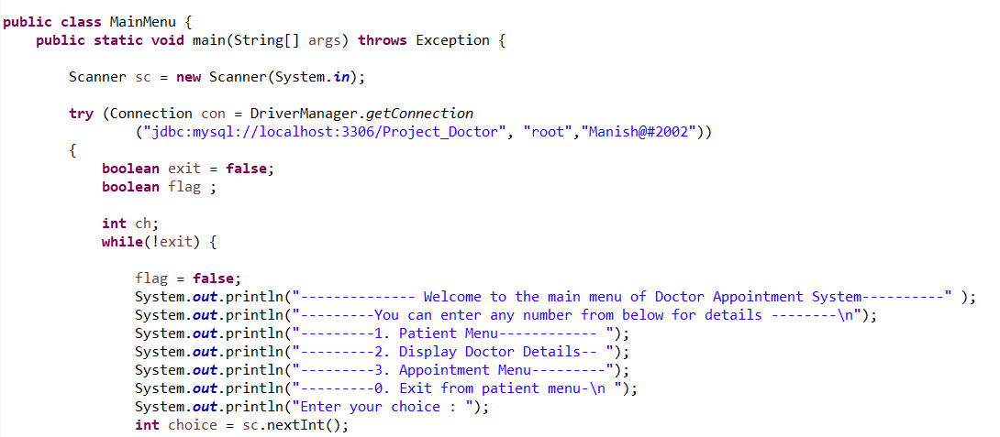 public class MainMenu {
    public static void main(String[] args) throws Exception {
        Scanner sc = new Scanner(System.in);
        try (Connection con = DriverManager.getConnection
                ("jdbc:mysql://localhost:3306/Project_Doctor", "root","Manish@#2002"))
        {
            boolean exit = false;
            boolean flag ;
            int ch;
            while(!exit) {
                flag = false;
                System.out.println("-------------- Welcome to the main menu of Doctor Appointment System----------" );
                System.out.println("---------You can enter any number from below for details --------\n");
                System.out.println("---------1. Patient Menu------------ ");
                System.out.println("---------2. Display Doctor Details-- ");
                System.out.println("---------3. Appointment Menu---------");
                System.out.println("---------0. Exit from patient menu-\n ");
                System.out.println("Enter your choice : ");
                int choice = sc.nextInt();